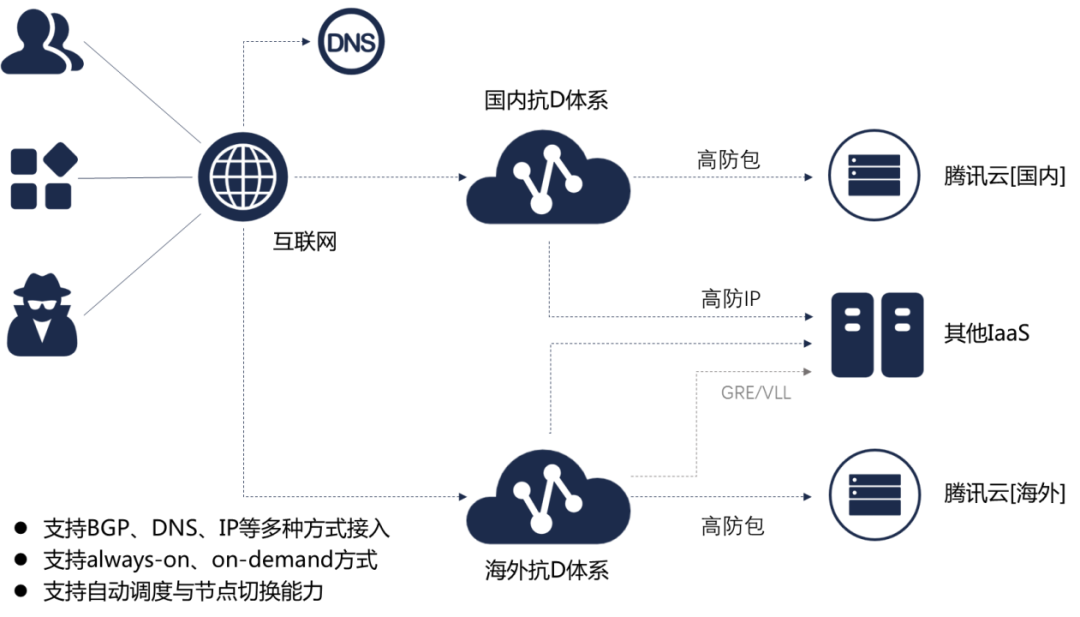 DNS
国内抗D体系
高防包
腾讯云[国内]
互联网
高防IP
其他IaaS
GRE/VLL
腾讯云[海外]
高防包
海外抗D体系
● 支持BGP、DNS、IP等多种方式接入
● 支持always-on、on-demand方式
● 支持自动调度与节点切换能力